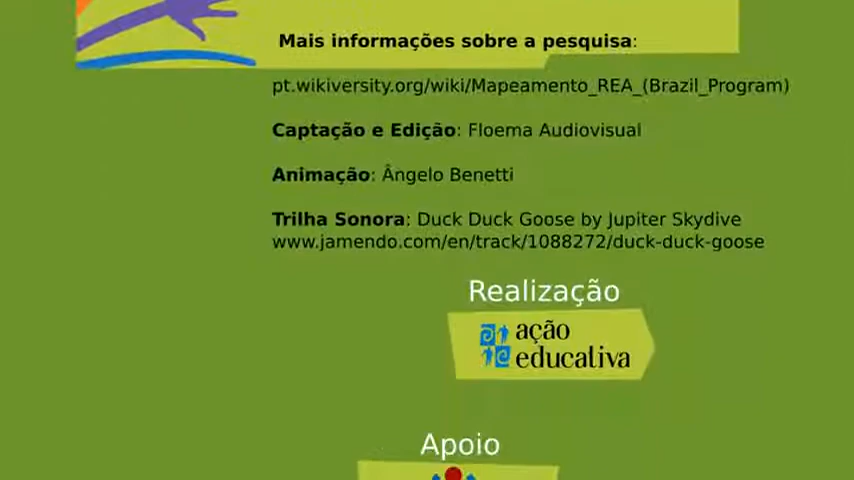 Mais informações sobre a pesquisa:
pt.wikiversity.org/wiki/Mapeamento_REA_(Brazil_Program)
Captação e Edição: Floema Audiovisual
Animação: Ângelo Benetti
Trilha Sonora: Duck Duck Goose by Jupiter Skydive
www.jamendo.com/en/track/1088272/duck-duck-goose
Realização
ação
educativa
Apoio